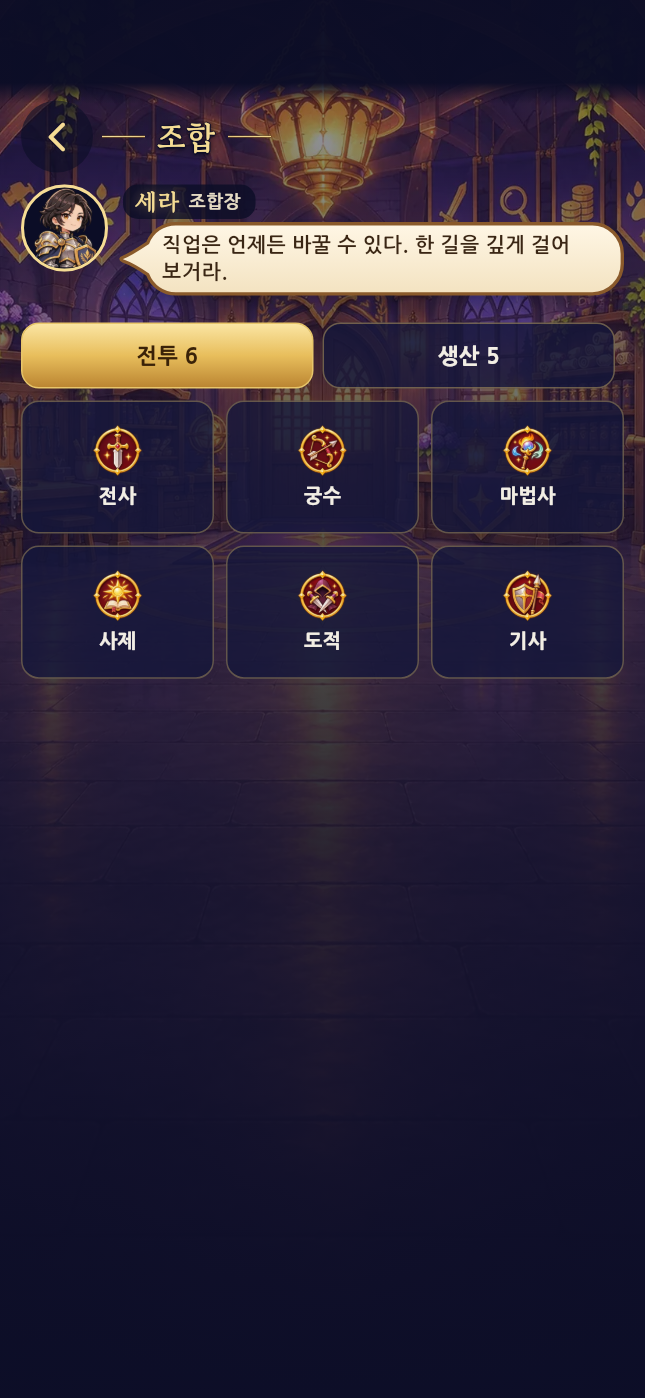 조합
세라 조합장
직업은 언제든 바꿀 수 있다. 한 길을 깊게 걸어
보거라.
전투 6
생산 5
전사
궁수
마법사
사제
도적
기사